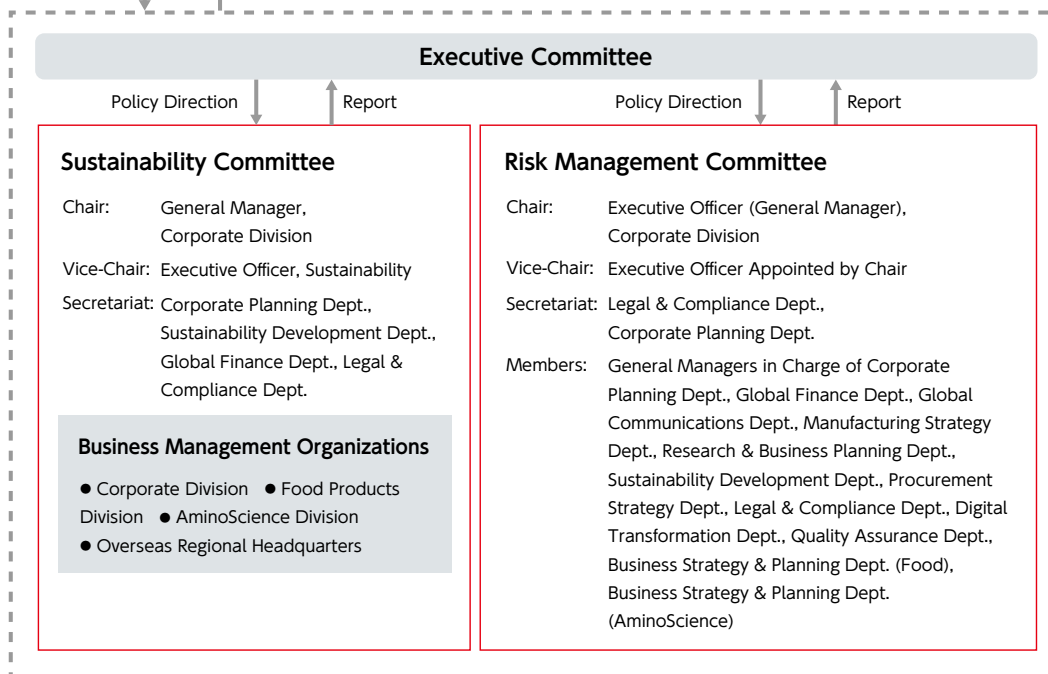 Executive Committee
Policy Direction
Report
Policy Direction
Report
Sustainability Committee
Chair: General Manager,
Corporate Division
Vice-Chair: Executive Officer, Sustainability
Secretariat: Corporate Planning Dept.,
Sustainability Development Dept.,
Global Finance Dept., Legal &
Compliance Dept.
Business Management Organizations
● Corporate Division ● Food Products
Division ● AminoScience Division
● Overseas Regional Headquarters
Risk Management Committee
Chair: Executive Officer (General Manager),
Corporate Division
Vice-Chair: Executive Officer Appointed by Chair
Secretariat: Legal & Compliance Dept.,
Corporate Planning Dept.
Members: General Managers in Charge of Corporate
Planning Dept., Global Finance Dept., Global
Communications Dept., Manufacturing Strategy
Dept., Research & Business Planning Dept.,
Sustainability Development Dept., Procurement
Strategy Dept., Legal & Compliance Dept., Digital
Transformation Dept., Quality Assurance Dept.,
Business Strategy & Planning Dept. (Food),
Business Strategy & Planning Dept.
(AminoScience)